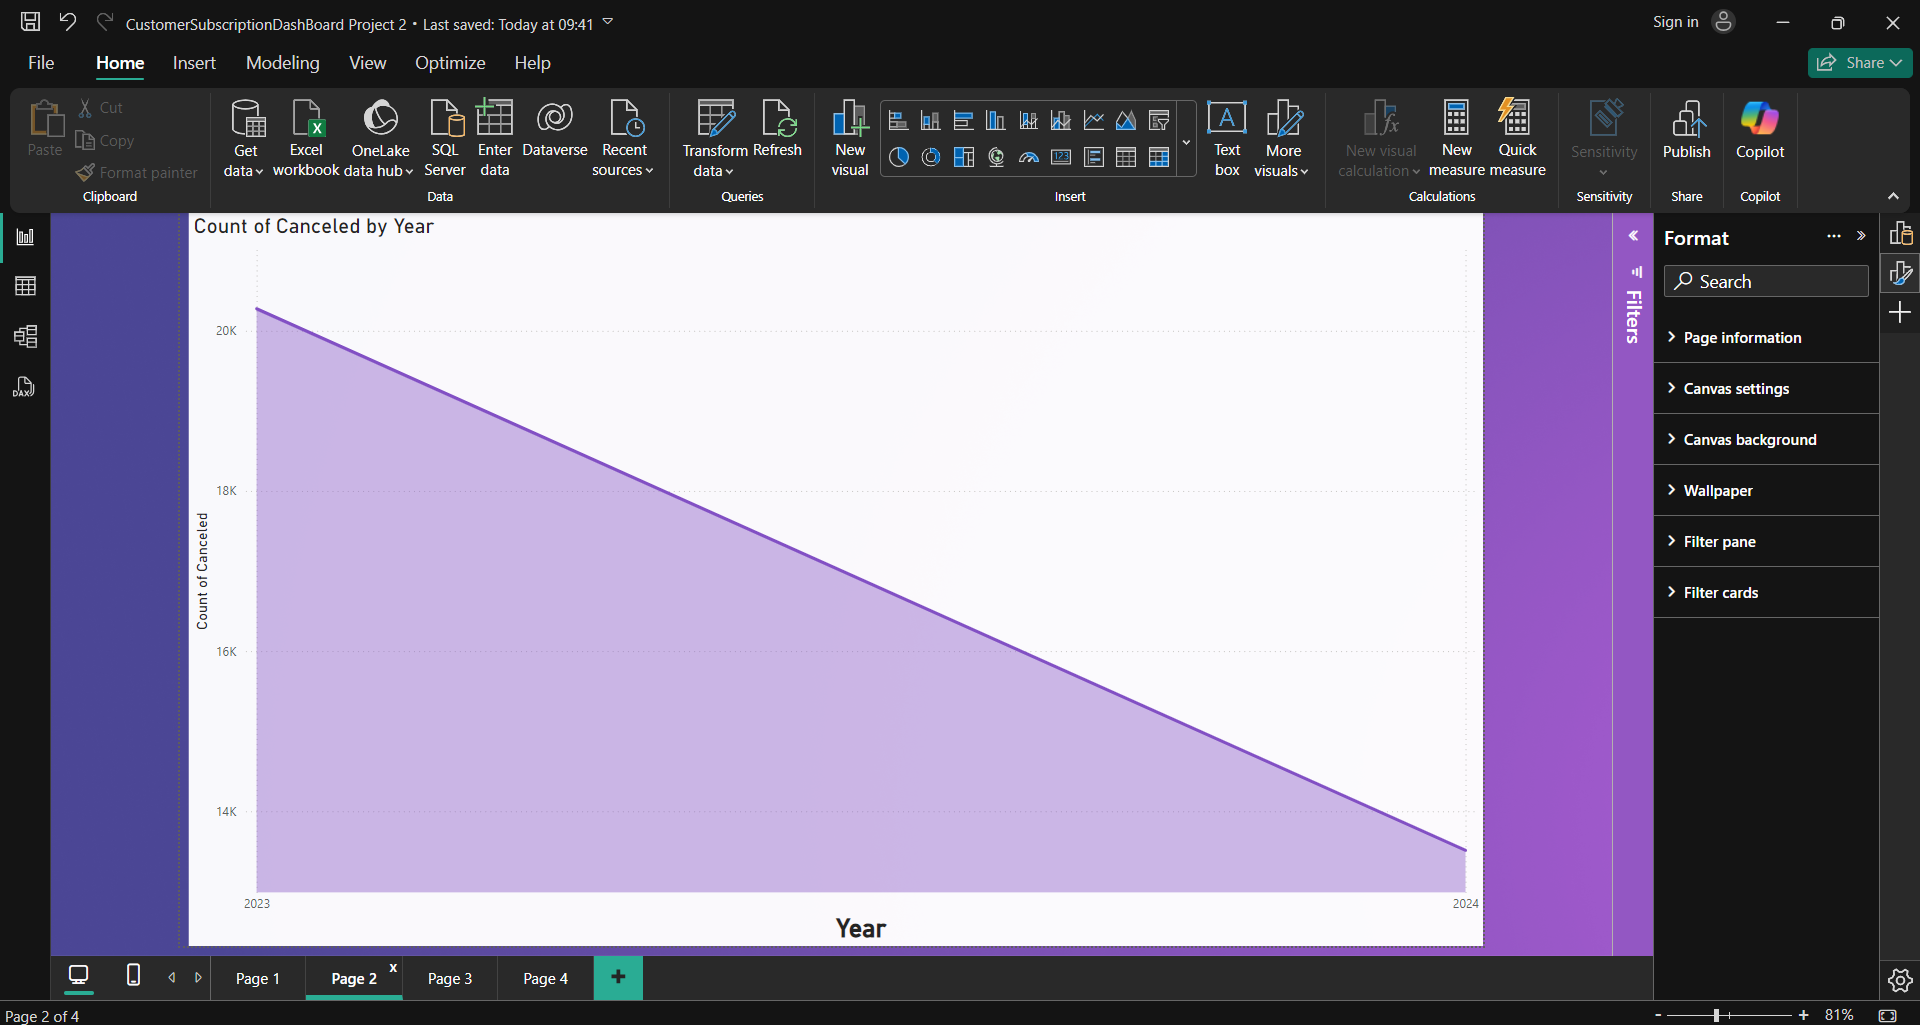 CustomerSubscriptionDashBoard Project 2 • Last saved: Today at 09:41
Sign in
File Home Insert Modeling View Optimize Help
Share
Paste
Cut
Copy
Format painter
Clipboard
Get data
Excel workbook
OneLake data hub
SQL Server
Enter data
Dataverse
Recent sources
Data
Transform data
Refresh
Queries
New visual
123
A
Text box
More visuals
Insert
New visual calculation
New measure
Quick measure
Calculations
Sensitivity
Sensitivity
Publish
Share
Copilot
Copilot
DAX
Count of Canceled by Year
20K
18K
16K
14K
Count of Canceled
2023
2024
Year
Filters
Format
Search
Page information
Canvas settings
Canvas background
Wallpaper
Filter pane
Filter cards
Page 1
Page 2
x
Page 3
Page 4
+
Page 2 of 4
- + 81%